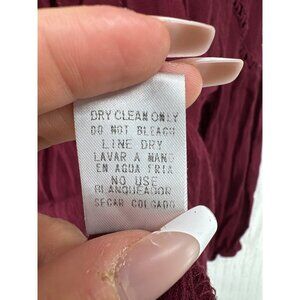 DRY CLEAN ONLY
DO NOT BLEACH
LINE DRY
LAVAR A MANO
EN AGUA FRIA
NO USE
BLANQUEADOR
SECAR COLGADO